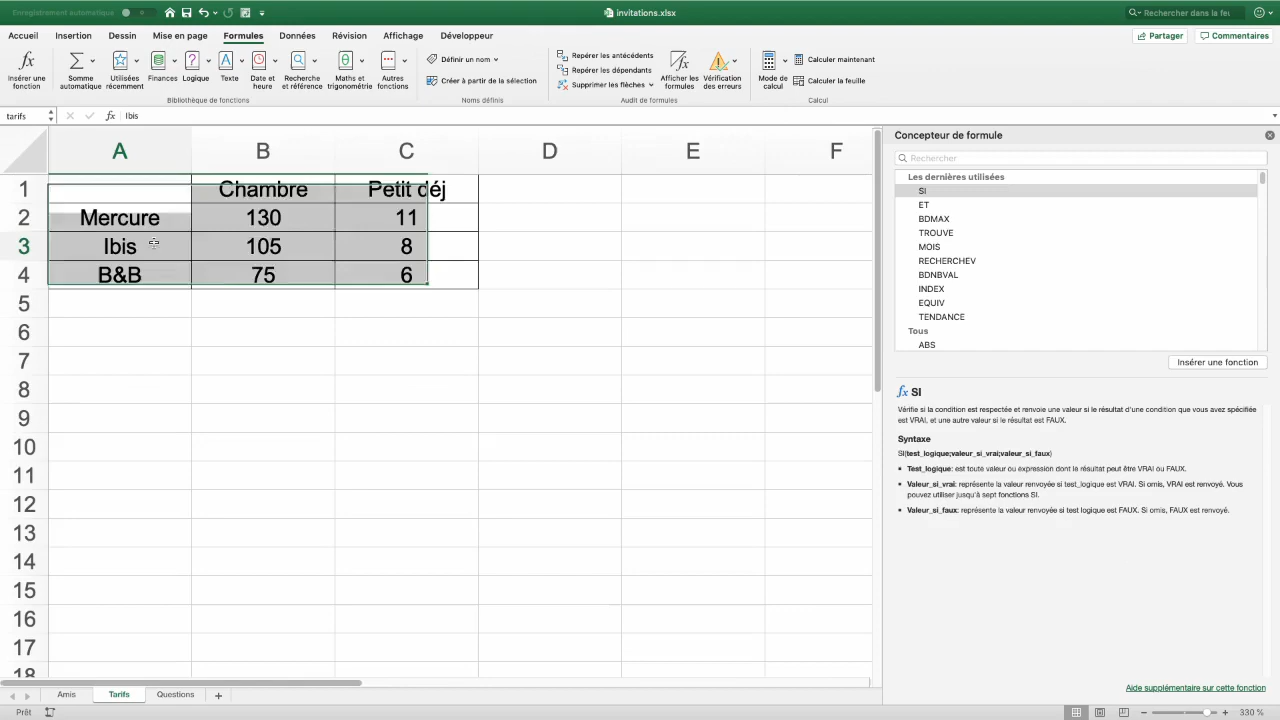 Enregistrement automatique
invitations.xlsx
Rechercher dans la feu
Accueil Insertion Dessin Mise en page Formules Données Révision Affichage Développeur
Partager Commentaires
Insérer une fonction
Somme automatique
Utilisées récemment
Finances
Logique
Texte
Date et heure
Recherche et référence
Maths et trigonométrie
Autres fonctions
Bibliothèque de fonctions
Définir un nom
Créer à partir de la sélection
Noms définis
Repérer les antécédents
Repérer les dépendants
Supprimer les flèches
Afficher les formules
Vérification des erreurs
Audit de formules
Mode de calcul
Calculer maintenant
Calculer la feuille
Calcul
tarifs fx Ibis
A B C D E F
1 Chambre Petit déj
2 Mercure 130 11
3 Ibis 105 8
4 B&B 75 6
5
6
7
8
9
10
11
12
13
14
15
16
17
18
Concepteur de formule
Rechercher
Les dernières utilisées
SI
ET
BDMAX
TROUVE
MOIS
RECHERCHEV
BDNBVAL
INDEX
EQUIV
TENDANCE
Tous
ABS
Insérer une fonction
fx SI
Vérifie si la condition est respectée et renvoie une valeur si le résultat d'une condition que vous avez spécifiée
est VRAI, et une autre valeur si le résultat est FAUX.
Syntaxe
SI(test_logique;valeur_si_vrai;valeur_si_faux)
Test_logique: est toute valeur ou expression dont le résultat peut être VRAI ou FAUX.
Valeur_si_vrai: représente la valeur renvoyée si test_logique est VRAI. Si omis, VRAI est renvoyé. Vous
pouvez utiliser jusqu'à sept fonctions SI.
Valeur_si_faux: représente la valeur renvoyée si test logique est FAUX. Si omis, FAUX est renvoyé.
Aide supplémentaire sur cette fonction
Amis Tarifs Questions
Prêt
330 %